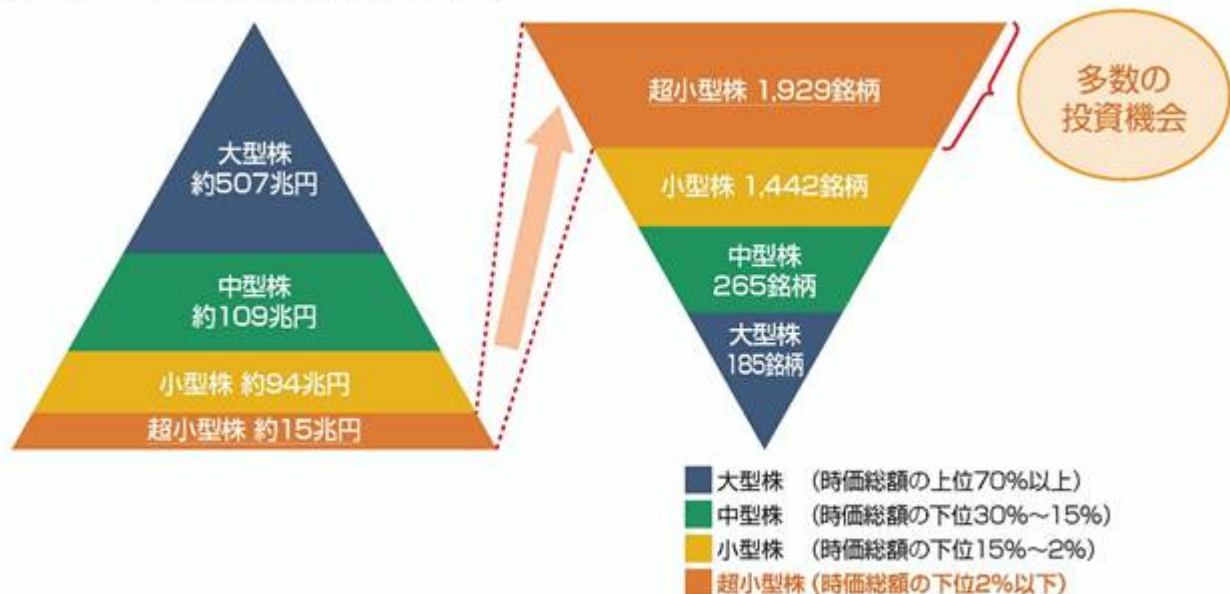 大型株
約507兆円
中型株
約109兆円
小型株 約94兆円
超小型株 約15兆円
超小型株 1,929銘柄
小型株 1,442銘柄
中型株
265銘柄
大型株
185銘柄
多数の
投資機会
大型株 (時価総額の上位70%以上)
中型株 (時価総額の下位30%~15%)
小型株 (時価総額の下位15%~2%)
超小型株 (時価総額の下位2%以下)